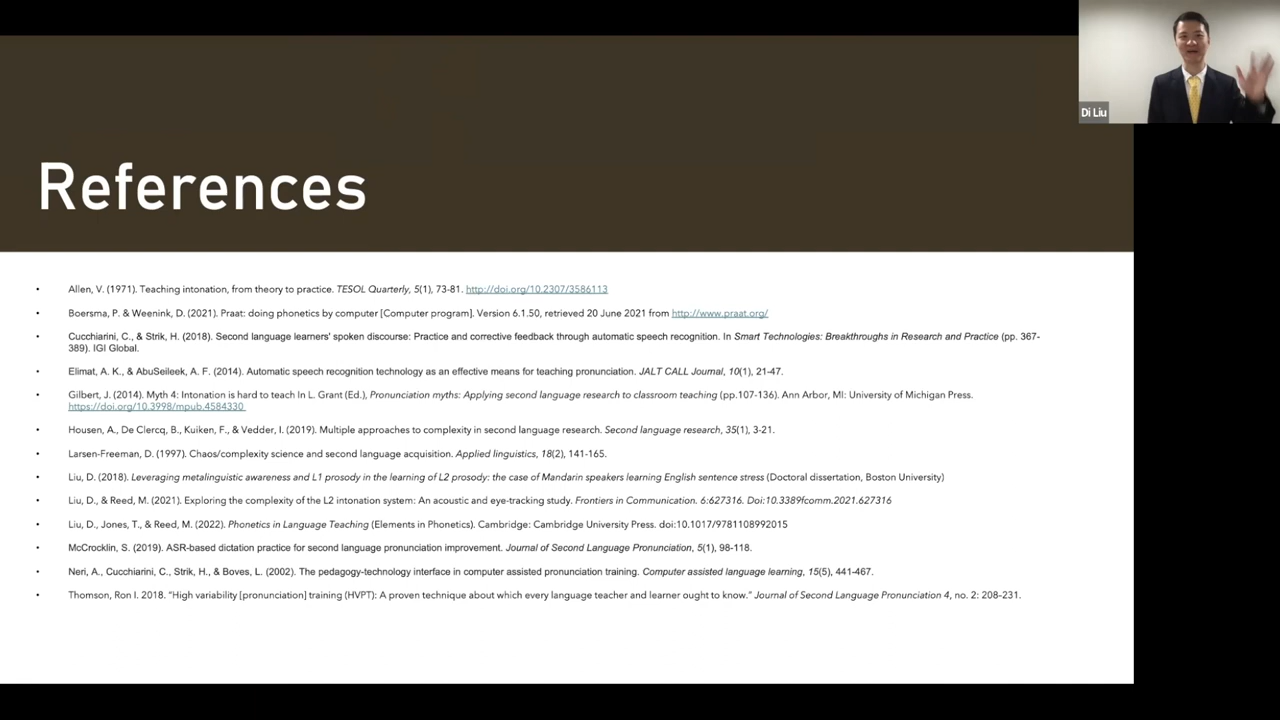 Di Liu
References
• Allen, V. (1971). Teaching intonation, from theory to practice. TESOL Quarterly, 5(1), 73-81. http://doi.org/10.2307/3586113
• Boersma, P. & Weenink, D. (2021). Praat: doing phonetics by computer [Computer program]. Version 6.1.50, retrieved 20 June 2021 from http://www.praat.org/
• Cucchiarini, C., & Strik, H. (2018). Second language learners' spoken discourse: Practice and corrective feedback through automatic speech recognition. In Smart Technologies: Breakthroughs in Research and Practice (pp. 367-
389). IGI Global.
• Elimat, A. K., & AbuSeileek, A. F. (2014). Automatic speech recognition technology as an effective means for teaching pronunciation. JALT CALL Journal, 10(1), 21-47.
• Gilbert, J. (2014). Myth 4: Intonation is hard to teach In L. Grant (Ed.), Pronunciation myths: Applying second language research to classroom teaching (pp.107-136). Ann Arbor, MI: University of Michigan Press.
https://doi.org/10.3998/mpub.4584330
• Housen, A., De Clercq, B., Kuiken, F., & Vedder, I. (2019). Multiple approaches to complexity in second language research. Second language research, 35(1), 3-21.
• Larsen-Freeman, D. (1997). Chaos/complexity science and second language acquisition. Applied linguistics, 18(2), 141-165.
• Liu, D. (2018). Leveraging metalinguistic awareness and L1 prosody in the learning of L2 prosody: the case of Mandarin speakers learning English sentence stress (Doctoral dissertation, Boston University)
• Liu, D., & Reed, M. (2021). Exploring the complexity of the L2 intonation system: An acoustic and eye-tracking study. Frontiers in Communication. 6:627316. Doi:10.3389fcomm.2021.627316
• Liu, D., Jones, T., & Reed, M. (2022). Phonetics in Language Teaching (Elements in Phonetics). Cambridge: Cambridge University Press. doi:10.1017/9781108992015
• McCrocklin, S. (2019). ASR-based dictation practice for second language pronunciation improvement. Journal of Second Language Pronunciation, 5(1), 98-118.
• Neri, A., Cucchiarini, C., Strik, H., & Boves, L. (2002). The pedagogy-technology interface in computer assisted pronunciation training. Computer assisted language learning, 15(5), 441-467.
• Thomson, Ron I. 2018. “High variability [pronunciation] training (HVPT): A proven technique about which every language teacher and learner ought to know.” Journal of Second Language Pronunciation 4, no. 2: 208–231.